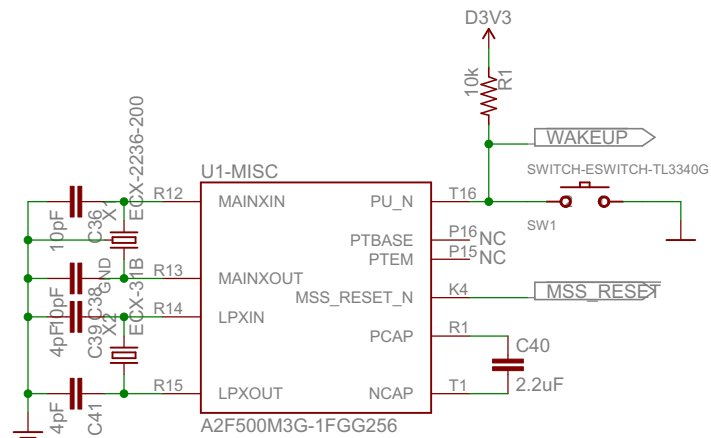 D3V3
10k
R1
WAKEUP
SWITCH-ESWITCH-TL3340G
SW1
U1-MISC
ECX-2236-200
X1
C36
10pF
R12
MAINXIN
PU_N
T16
PTBASE
P16
NC
PTEM
P15
NC
GND
C38
10pF
R13
MAINXOUT
MSS_RESET_N
K4
MSS_RESET
ECX-31B
X2
C39
4pF
R14
LPXIN
PCAP
R1
C40
2.2uF
C41
4pF
R15
LPXOUT
NCAP
T1
A2F500M3G-1FGG256